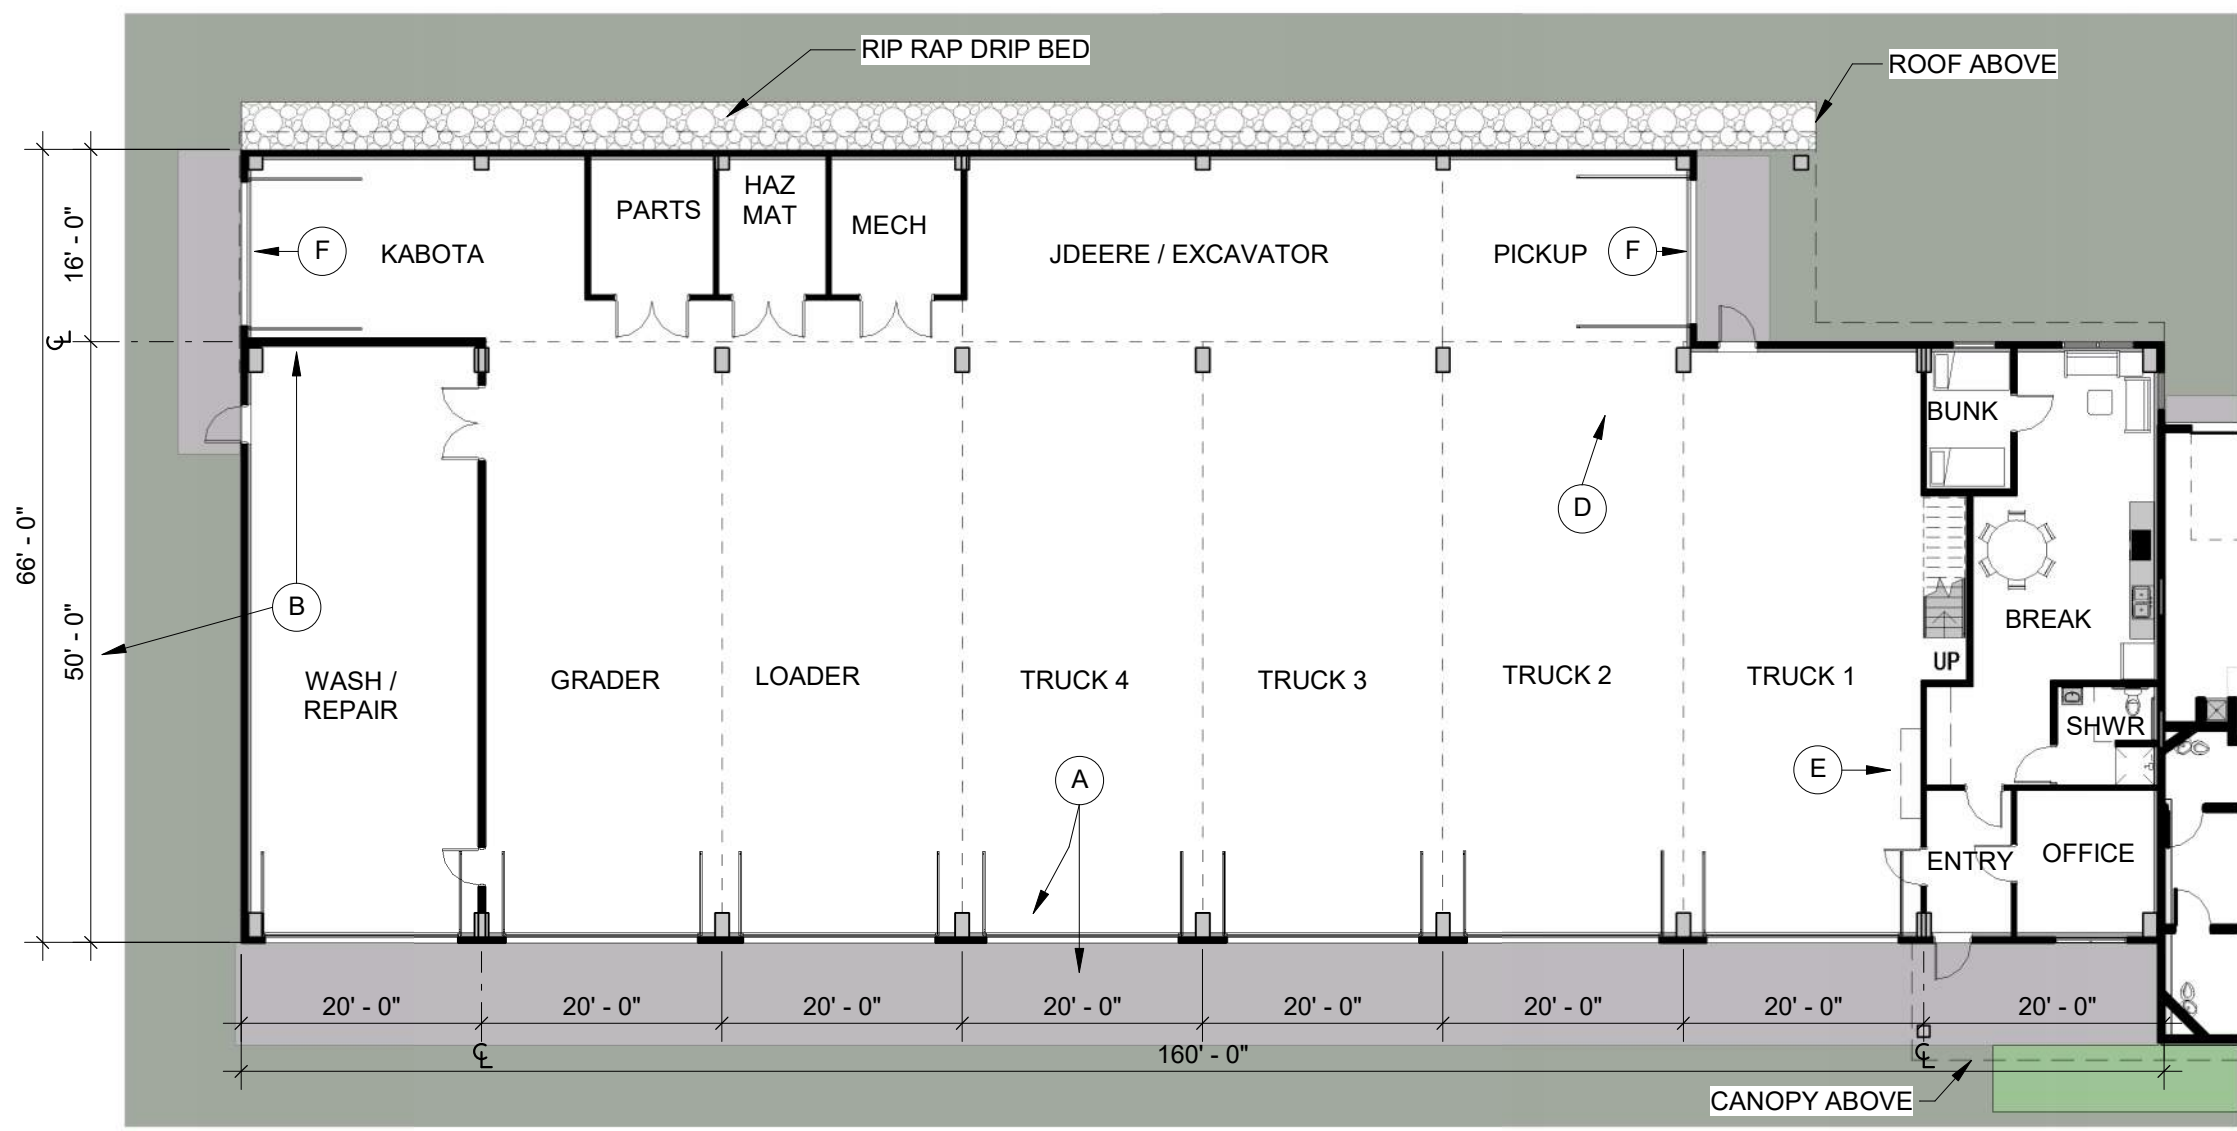 RIP RAP DRIP BED
ROOF ABOVE
16' - 0"
66' - 0"
50' - 0"
℄
F
KABOTA
PARTS
HAZ
MAT
MECH
JDEERE / EXCAVATOR
PICKUP
F
BUNK
D
B
BREAK
UP
WASH /
REPAIR
GRADER
LOADER
TRUCK 4
TRUCK 3
TRUCK 2
TRUCK 1
SHWR
A
E
ENTRY
OFFICE
20' - 0"
20' - 0"
20' - 0"
20' - 0"
20' - 0"
20' - 0"
20' - 0"
20' - 0"
℄
160' - 0"
℄
CANOPY ABOVE